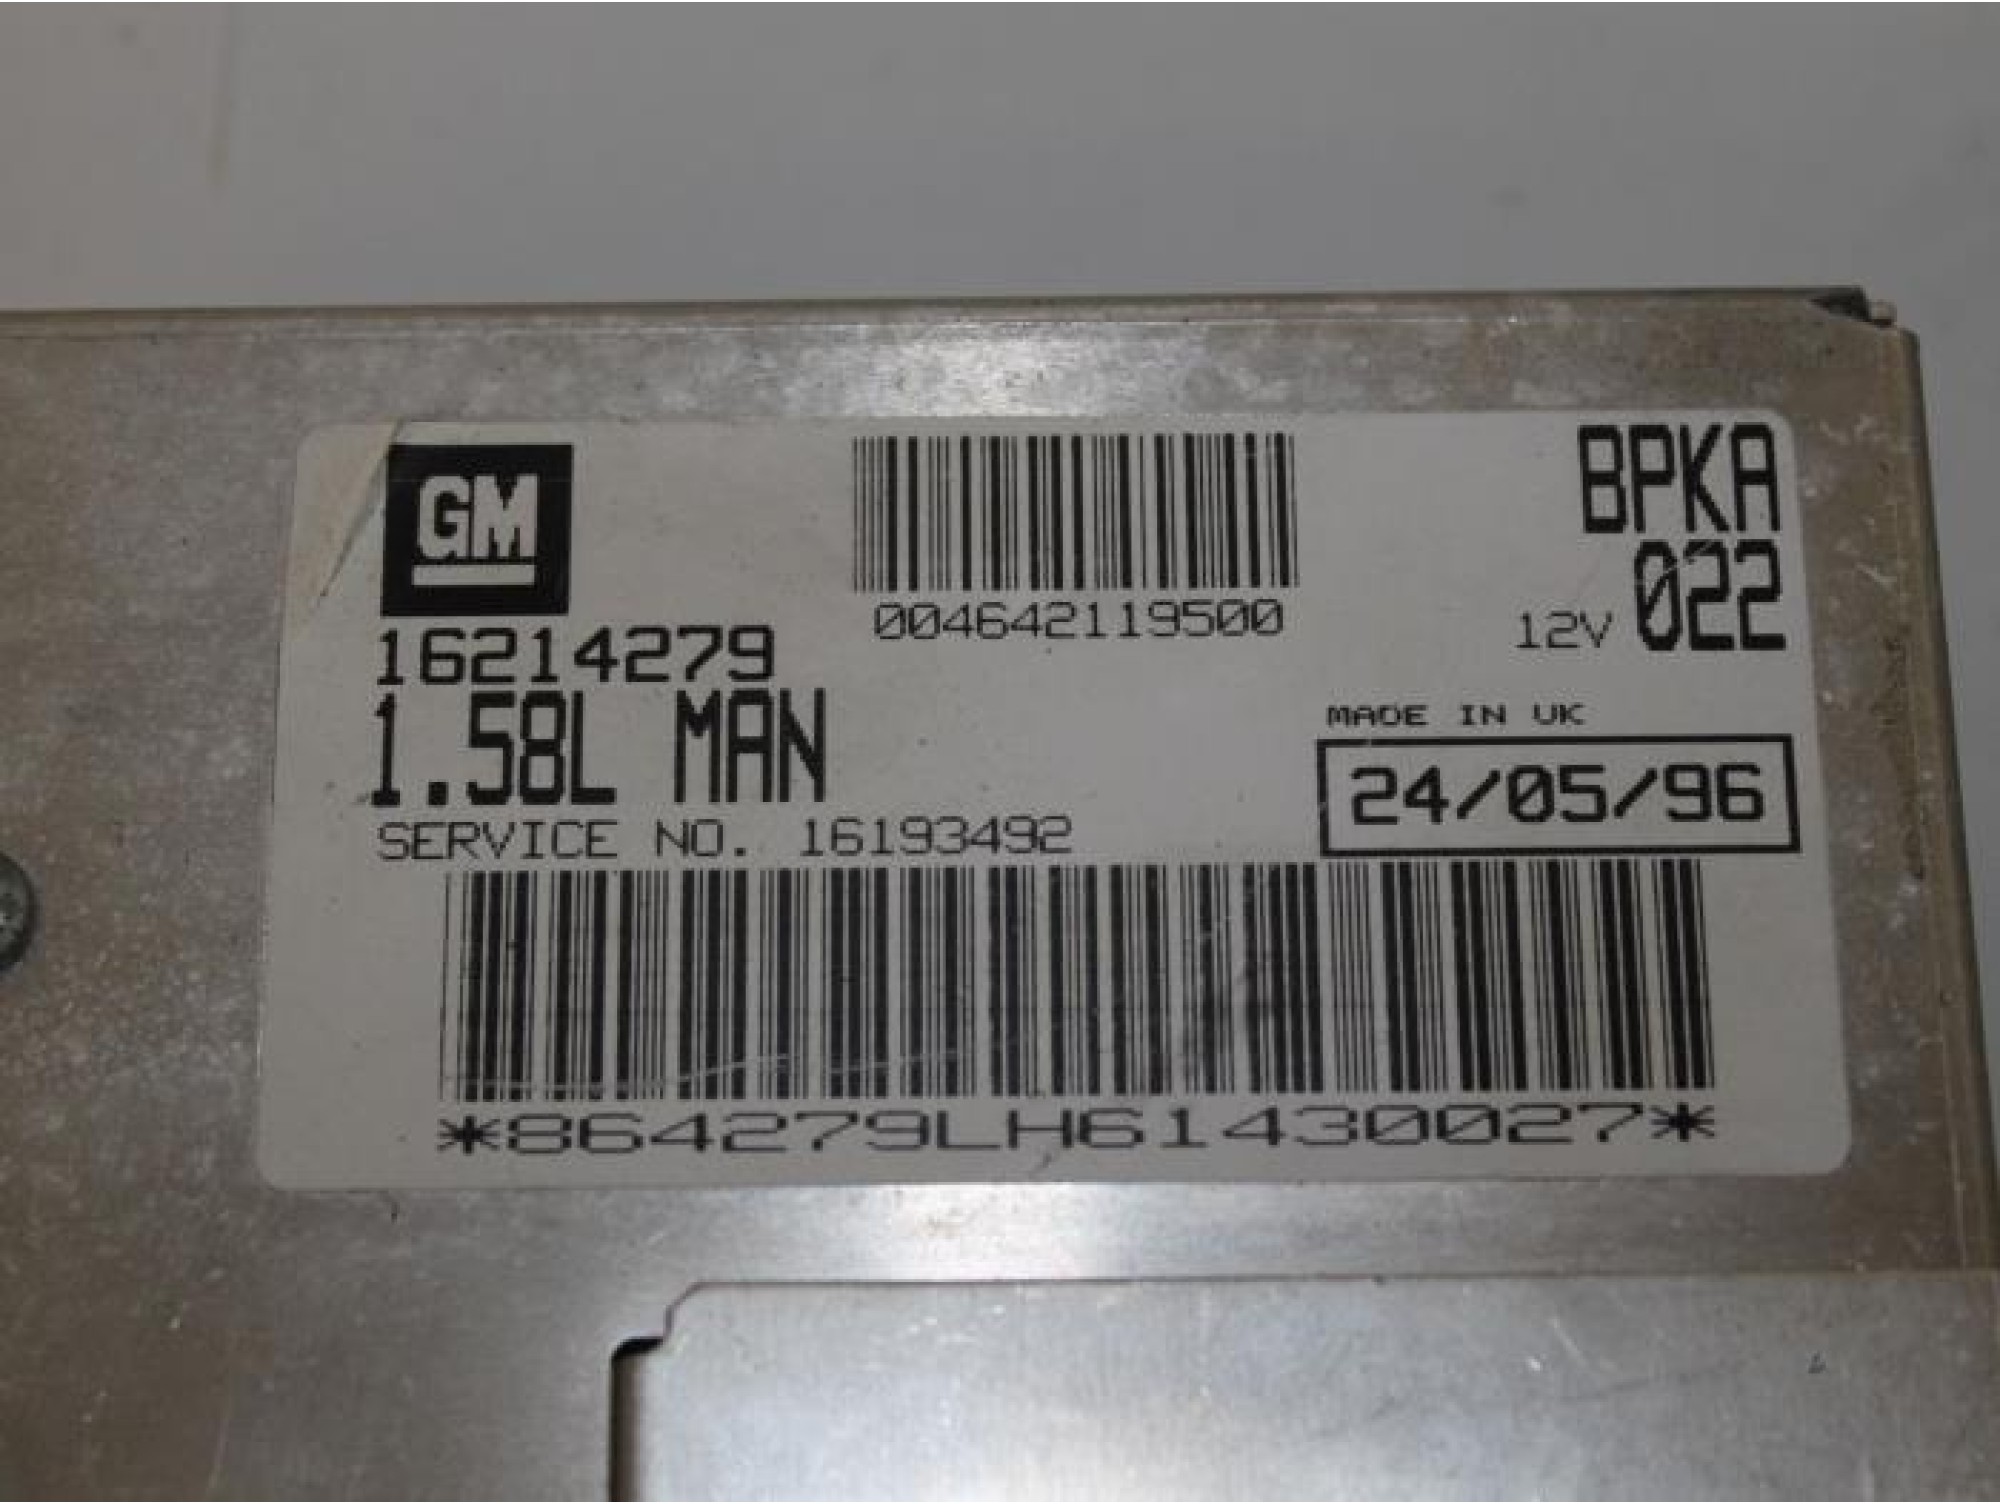 GM
004642119500
BPKA
12V 022
16214279
1.58L MAN
MADE IN UK
24/05/96
SERVICE NO. 16193492
*864279LH61430027*